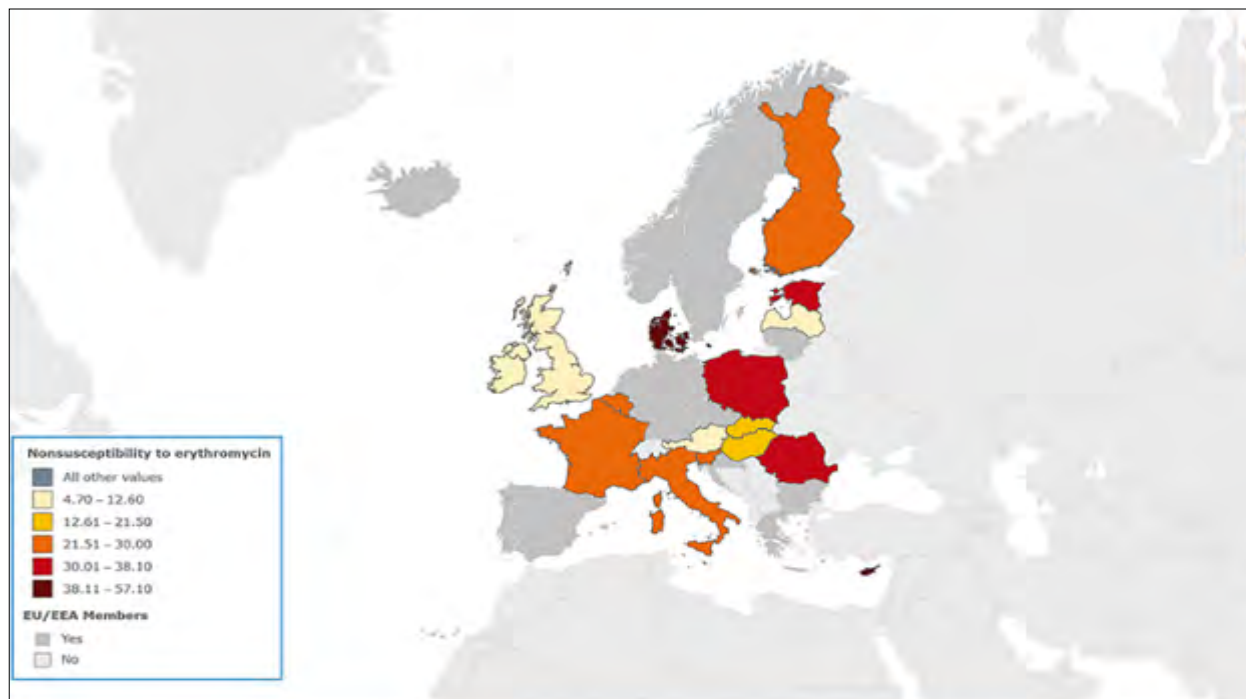 Nonsusceptibility to erythromycin
All other values
4.70 – 12.60
12.61 – 21.50
21.51 – 30.00
30.01 – 38.10
38.11 – 57.10
EU/EEA Members
Yes
No